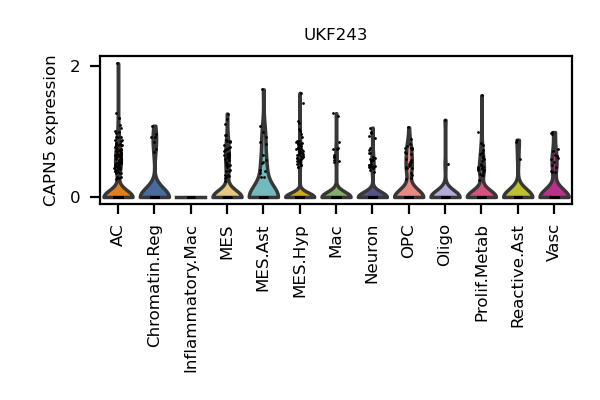 UKF243
CAPN5 expression
2
0
AC
Chromatin.Reg
Inflammatory.Mac
MES
MES.Ast
MES.Hyp
Mac
Neuron
OPC
Oligo
Prolif.Metab
Reactive.Ast
Vasc